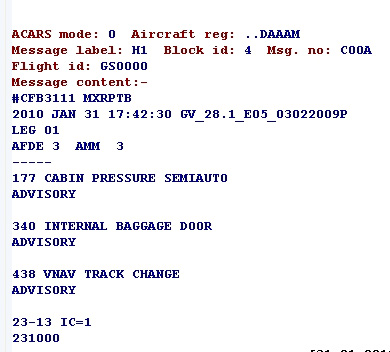 ACARS mode: 0 Aircraft reg: ..DAAAM
Message label: H1 Block id: 4 Msg. no: C00A
Flight id: GS0000
Message content:-
#CFB3111 MXRPTB
2010 JAN 31 17:42:30 GV_28.1_E05_03022009P
LEG 01
AFDE 3 AMM 3
-----
177 CABIN PRESSURE SEMIAUTO
ADVISORY
340 INTERNAL BAGGAGE DOOR
ADVISORY
438 VNAV TRACK CHANGE
ADVISORY
23-13 IC=1
231000